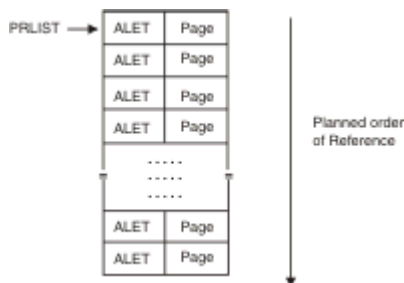 PRLIST ALET Page
ALET Page
ALET Page
ALET Page
Planned order
of Reference
.....
.....
.....
ALET Page
ALET Page